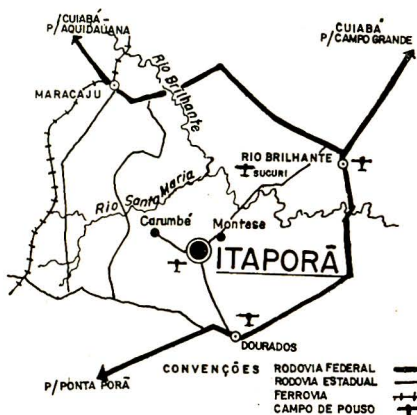 CUIABÁ
P/AQUIDAUANA
CUIABÁ
P/CAMPO GRANDE
Rio Brilhante
MARACAJU
RIO BRILHANTE
SUCURI
Rio Santa Maria
Carumbé
Montese
ITAPORÃ
DOURADOS
P/PONTA PORÃ
CONVENÇÕES
RODOVIA FEDERAL
RODOVIA ESTADUAL
FERROVIA
CAMPO DE POUSO